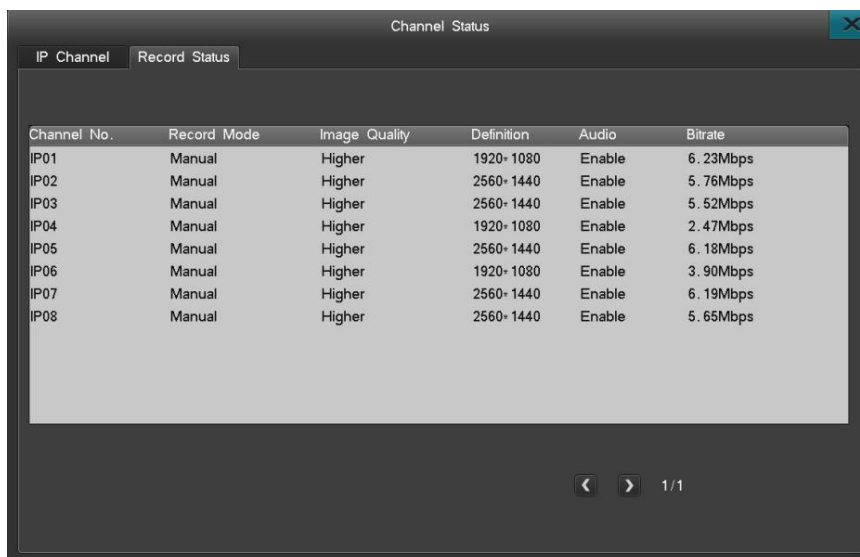 Channel Status
IP Channel Record Status
Channel No. Record Mode Image Quality Definition Audio Bitrate
IP01 Manual Higher 1920*1080 Enable 6.23Mbps
IP02 Manual Higher 2560*1440 Enable 5.76Mbps
IP03 Manual Higher 2560*1440 Enable 5.52Mbps
IP04 Manual Higher 1920*1080 Enable 2.47Mbps
IP05 Manual Higher 2560*1440 Enable 6.18Mbps
IP06 Manual Higher 1920*1080 Enable 3.90Mbps
IP07 Manual Higher 2560*1440 Enable 6.19Mbps
IP08 Manual Higher 2560*1440 Enable 5.65Mbps
1/1